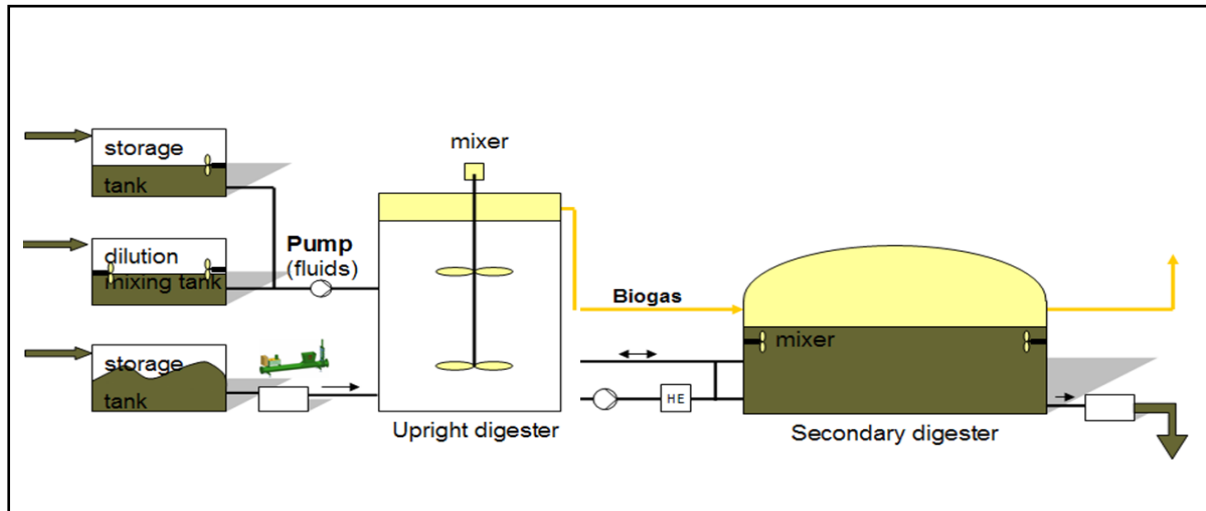 storage
tank
dilution
mixing tank
storage
tank
Pump
(fluids)
mixer
Upright digester
Biogas
HE
mixer
Secondary digester